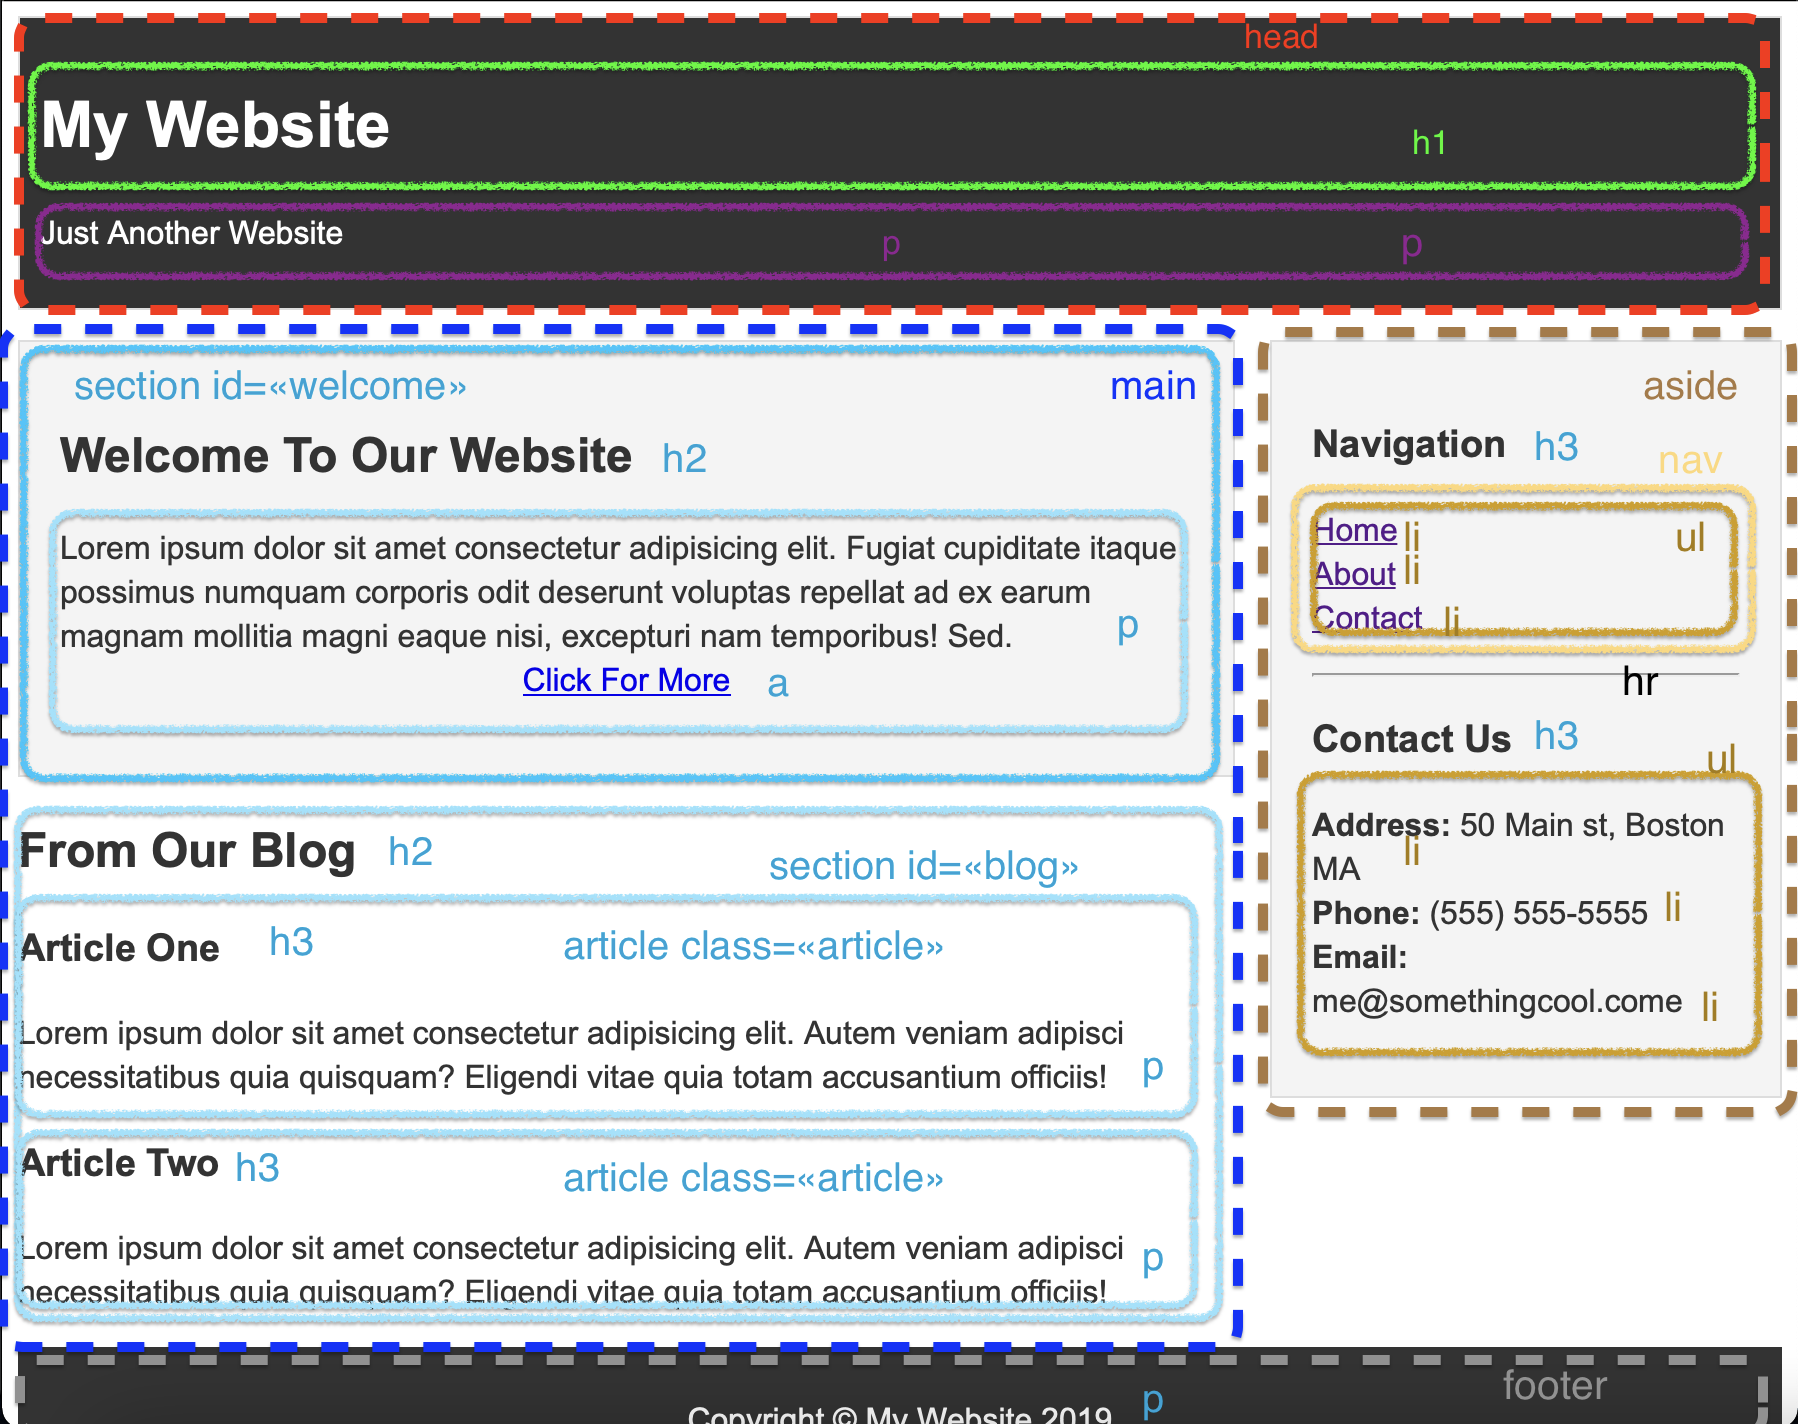 head
My Website
h1
Just Another Website
p
p
section id=«welcome»
main
Welcome To Our Website
h2
Lorem ipsum dolor sit amet consectetur adipisicing elit. Fugiat cupiditate itaque
possimus numquam corporis odit deserunt voluptas repellat ad ex earum
magnam mollitia magni eaque nisi, excepturi nam temporibus! Sed.
p
Click For More
a
From Our Blog
h2
section id=«blog»
Article One
h3
article class=«article»
Lorem ipsum dolor sit amet consectetur adipisicing elit. Autem veniam adipisci
necessitatibus quia quisquam? Eligendi vitae quia totam accusantium officiis!
p
Article Two
h3
article class=«article»
Lorem ipsum dolor sit amet consectetur adipisicing elit. Autem veniam adipisci
necessitatibus quia quisquam? Eligendi vitae quia totam accusantium officiis!
p
aside
Navigation
h3
nav
Home
li
ul
About
li
Contact
li
hr
Contact Us
h3
ul
Address: 50 Main st, Boston
MA
li
Phone: (555) 555-5555
li
Email:
me@somethingcool.come
li
footer
p
Copyright © My Website 2019